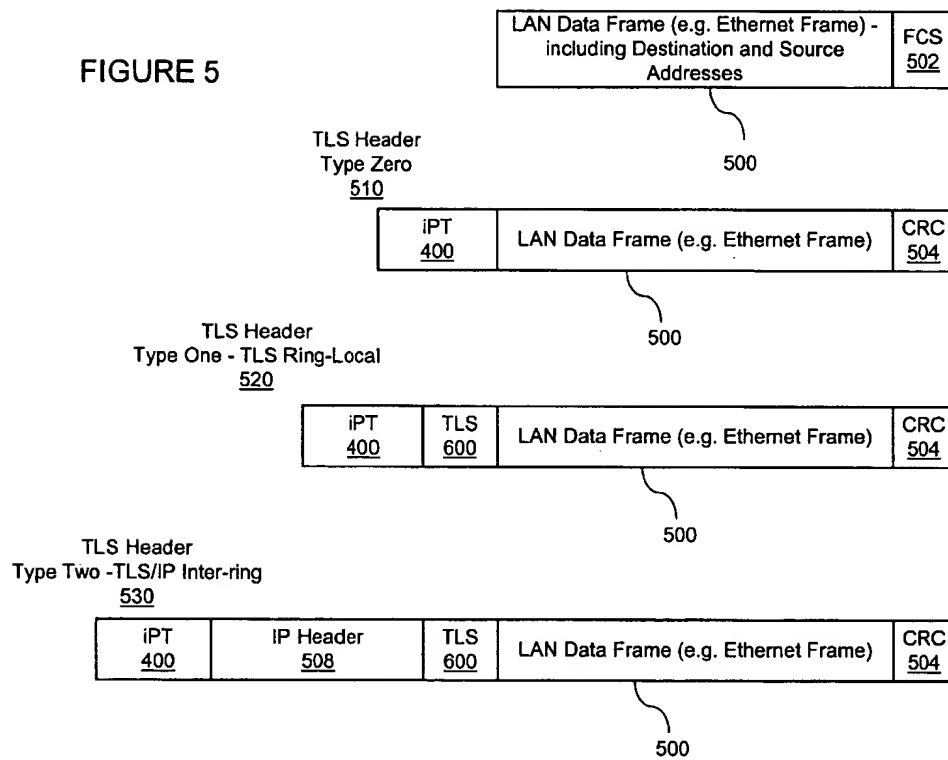 FIGURE 5
LAN Data Frame (e.g. Ethernet Frame) -
including Destination and Source
Addresses
FCS
502
500
TLS Header
Type Zero
510
iPT
400
LAN Data Frame (e.g. Ethernet Frame)
CRC
504
500
TLS Header
Type One - TLS Ring-Local
520
iPT
400
TLS
600
LAN Data Frame (e.g. Ethernet Frame)
CRC
504
500
TLS Header
Type Two -TLS/IP Inter-ring
530
iPT
400
IP Header
508
TLS
600
LAN Data Frame (e.g. Ethernet Frame)
CRC
504
500